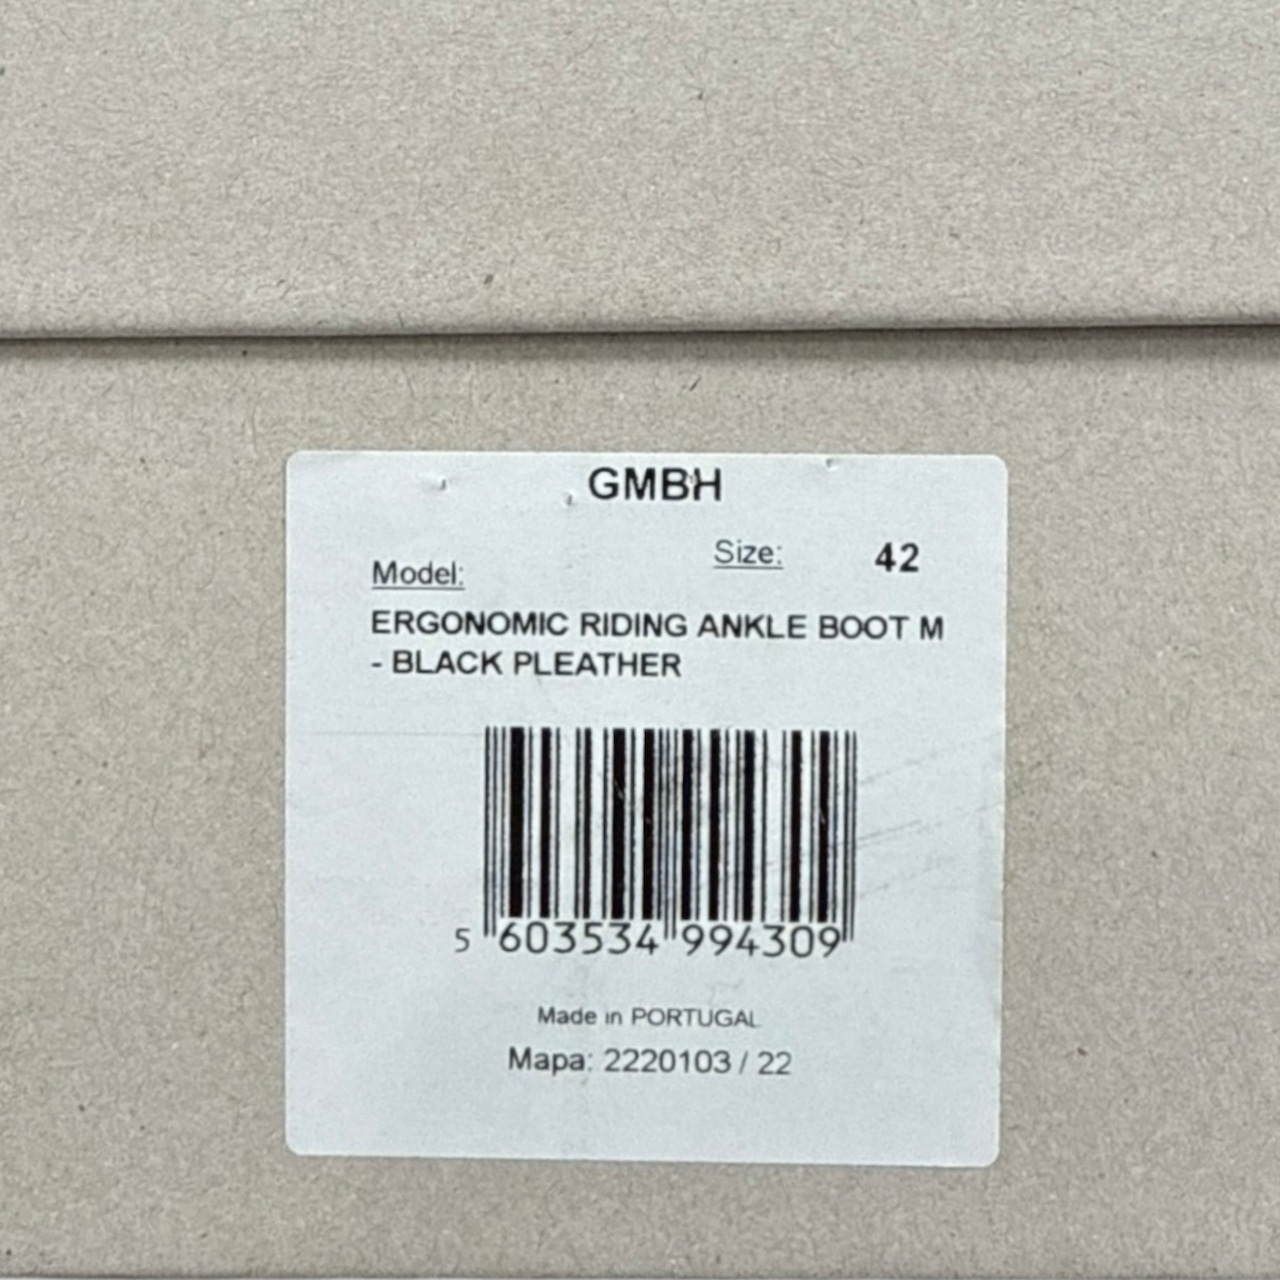 GMBH
Size: 42
Model:
ERGONOMIC RIDING ANKLE BOOT M
- BLACK PLEATHER
5 603534 994309
Made in PORTUGAL
Mapa: 2220103 / 22